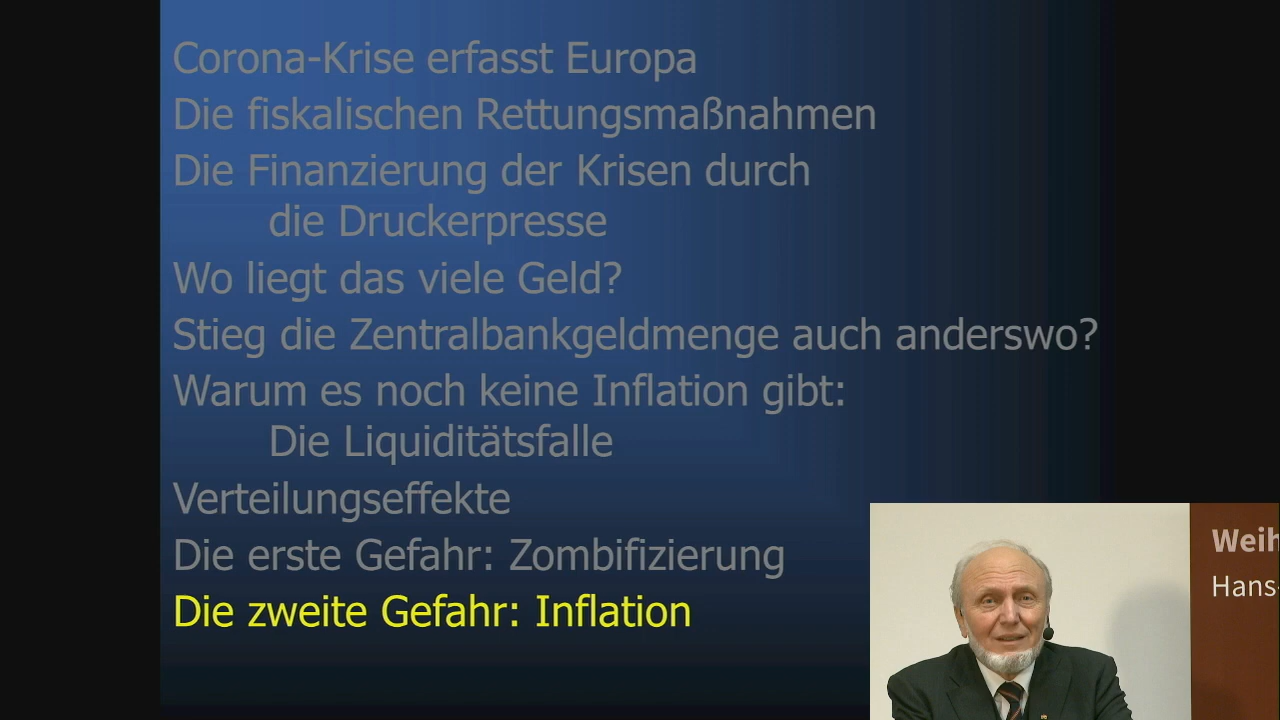 Corona-Krise erfasst Europa
Die fiskalischen Rettungsmaßnahmen
Die Finanzierung der Krisen durch
die Druckerpresse
Wo liegt das viele Geld?
Stieg die Zentralbankgeldmenge auch anderswo?
Warum es noch keine Inflation gibt:
Die Liquiditätsfalle
Verteilungseffekte
Die erste Gefahr: Zombifizierung
Die zweite Gefahr: Inflation
Weih
Hans-